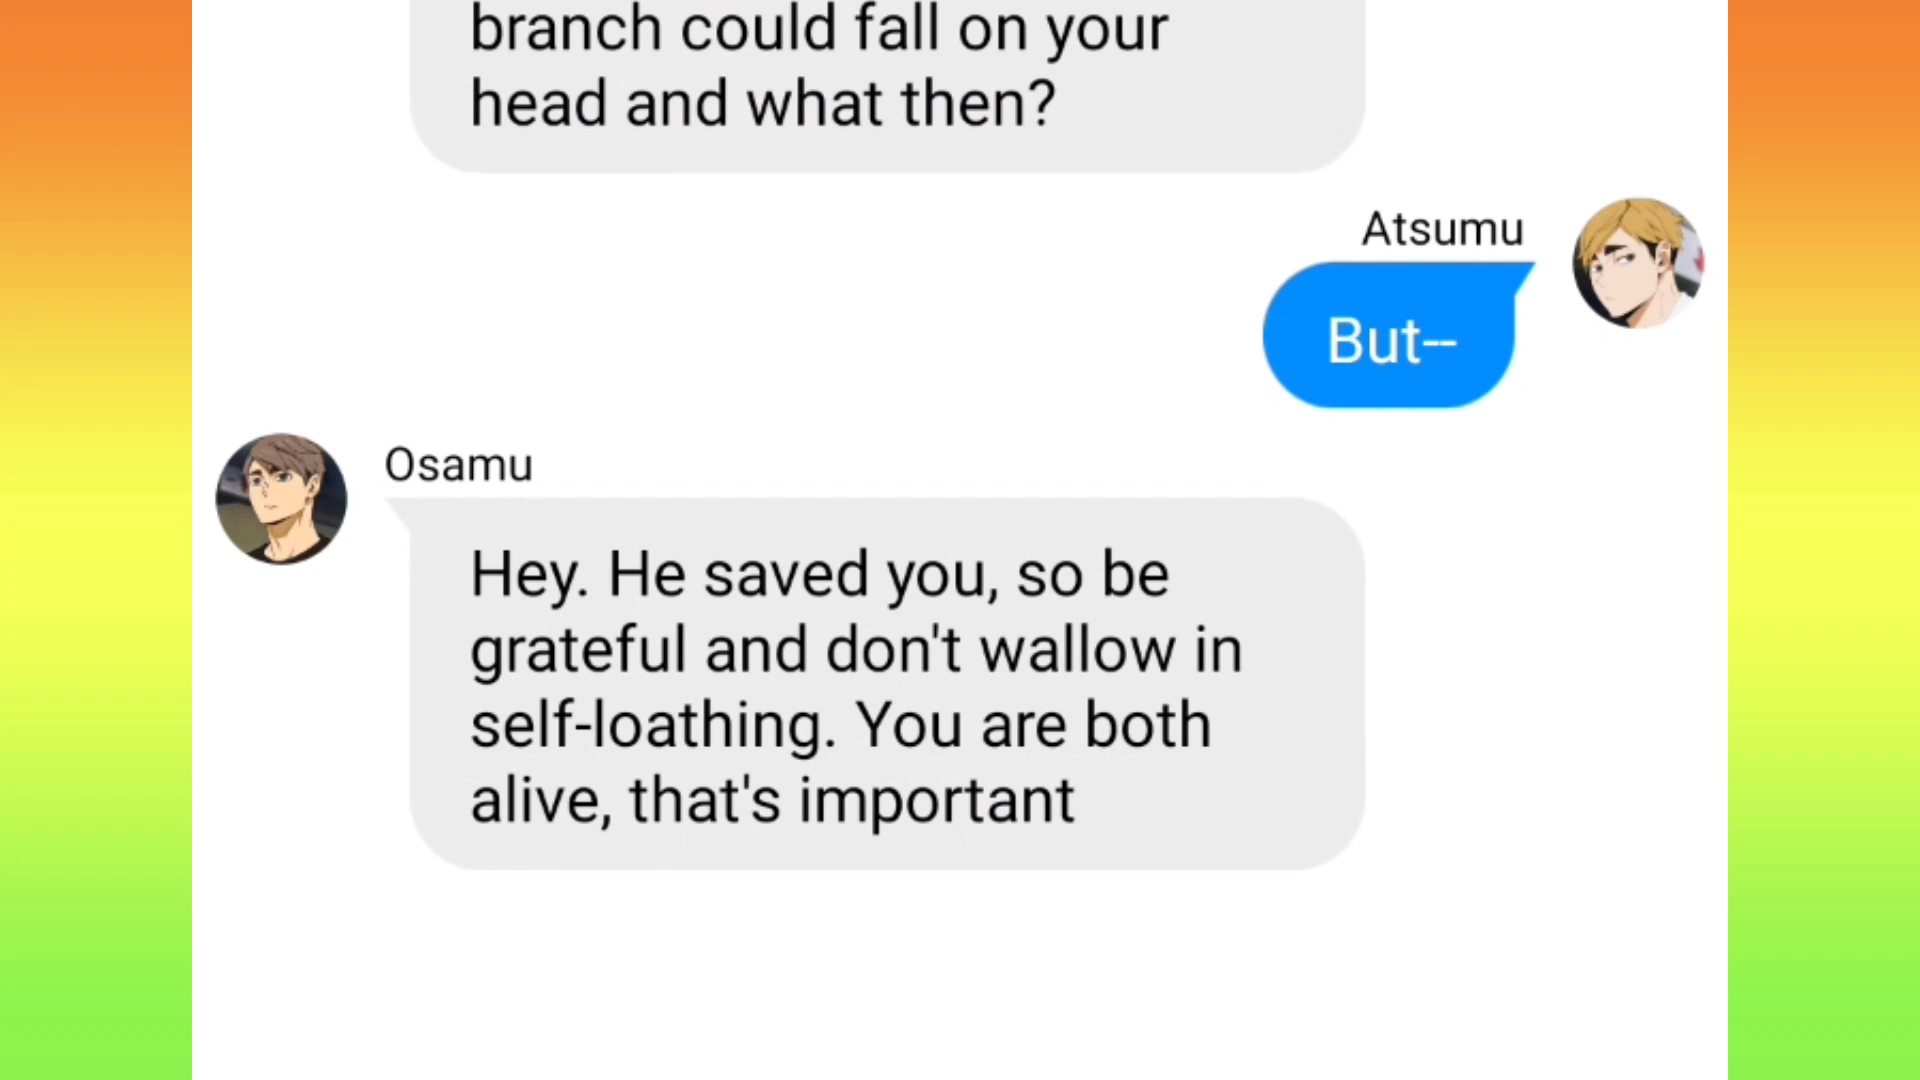 branch could fall on your
head and what then?
Atsumu
But--
Osamu
Hey. He saved you, so be
grateful and don't wallow in
self-loathing. You are both
alive, that's important